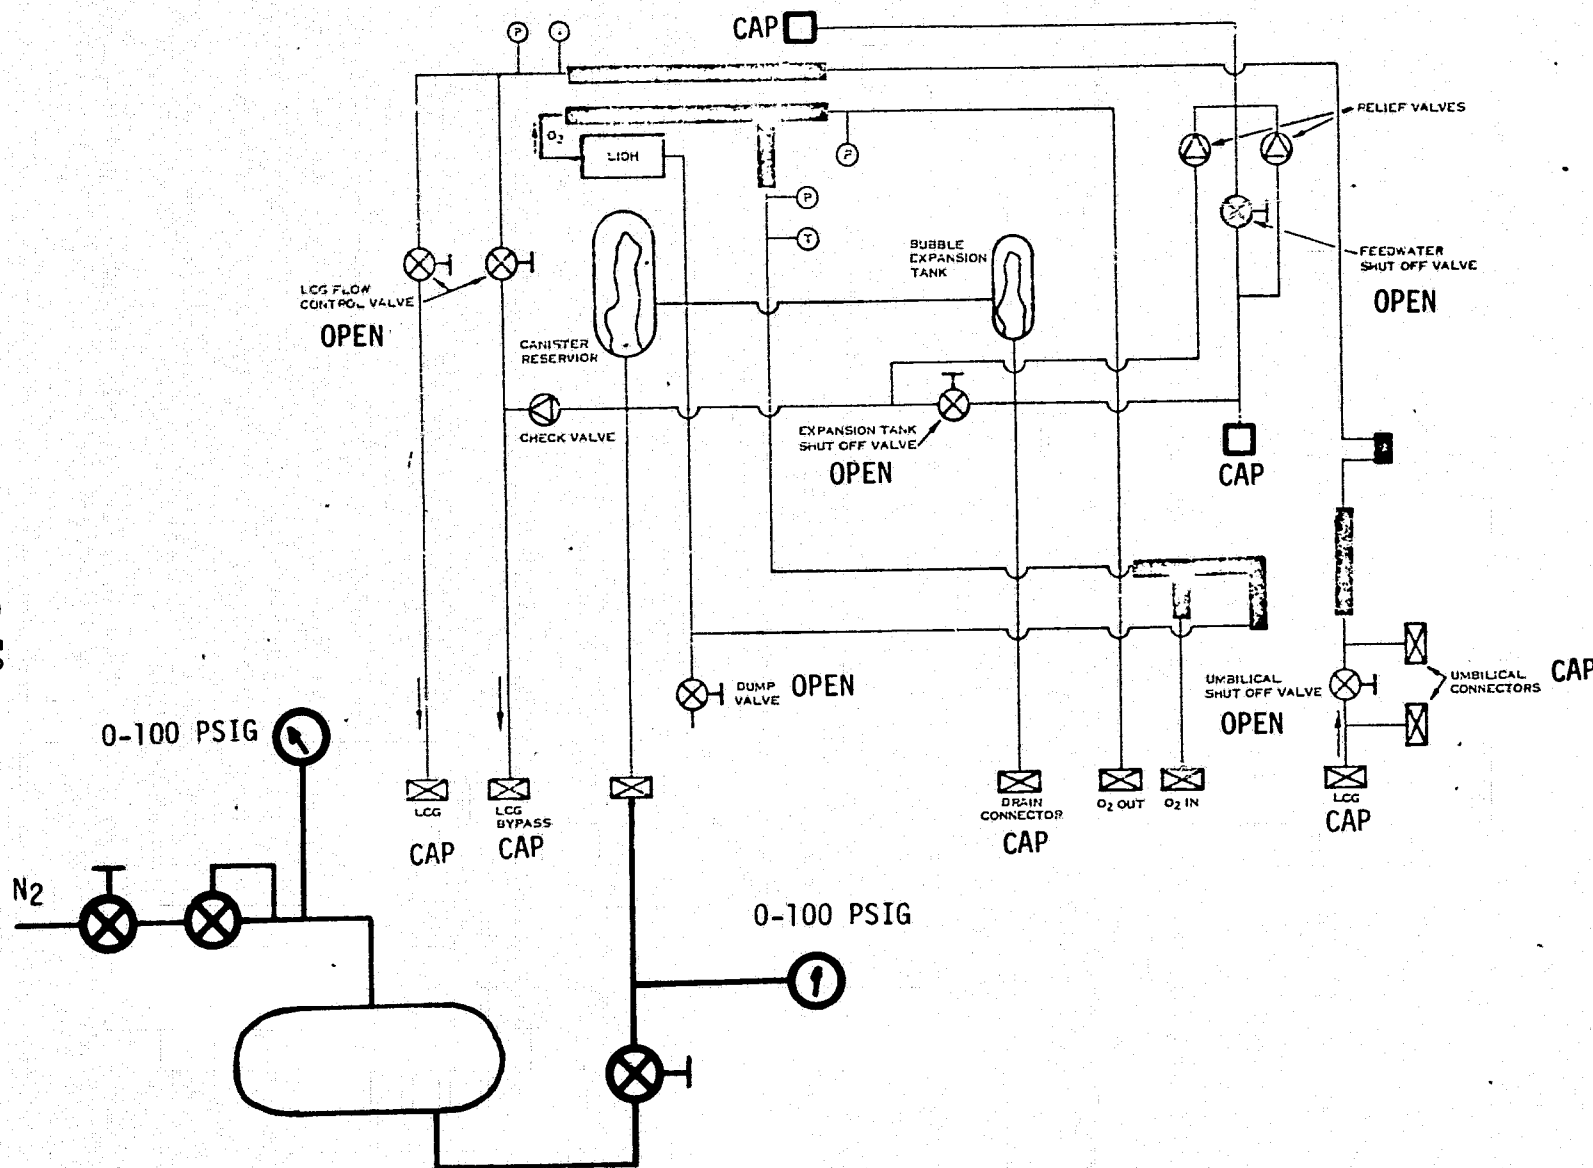 CAP
P
RELIEF VALVES
O2
LIOH
P
P
T
BUBBLE
EXPANSION
TANK
FEEDWATER
SHUT OFF VALVE
OPEN
LCG FLOW
CONTROL VALVE
OPEN
CANISTER
RESERVIOR
CHECK VALVE
EXPANSION TANK
SHUT OFF VALVE
OPEN
CAP
UMBILICAL
SHUT OFF VALVE
OPEN
UMBILICAL
CONNECTORS
CAP
DUMP
VALVE
OPEN
0-100 PSIG
LCG
CAP
LCG
BYPASS
CAP
DRAIN
CONNECTOR
CAP
O2 OUT
O2 IN
LCG
CAP
N2
0-100 PSIG